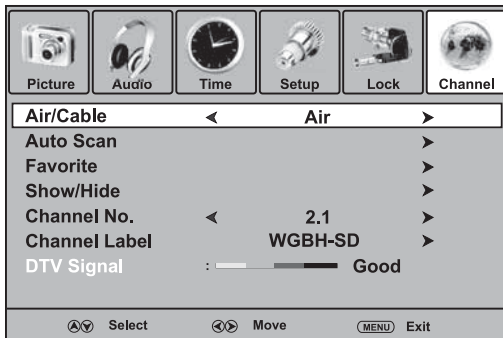 Picture Audio Time Setup Lock Channel
Air/Cable Air
Auto Scan
Favorite
Show/Hide
Channel No. 2.1
Channel Label WGBH-SD
DTV Signal : Good
Select Move MENU Exit